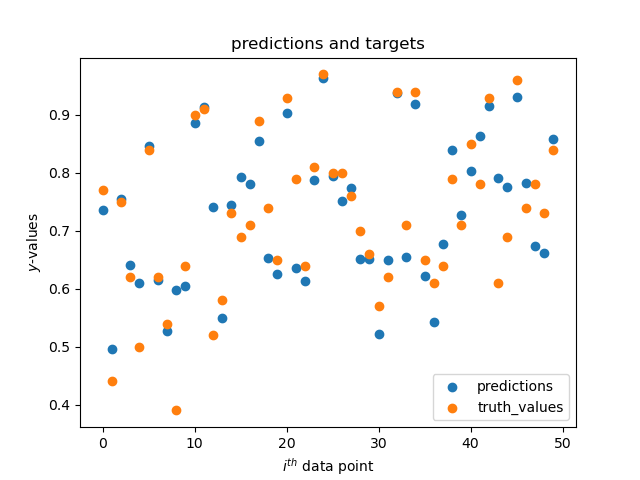 predictions and targets
y-values
0.9
0.8
0.7
0.6
0.5
0.4
0
10
20
30
40
50
i^{th} data point
predictions
truth_values